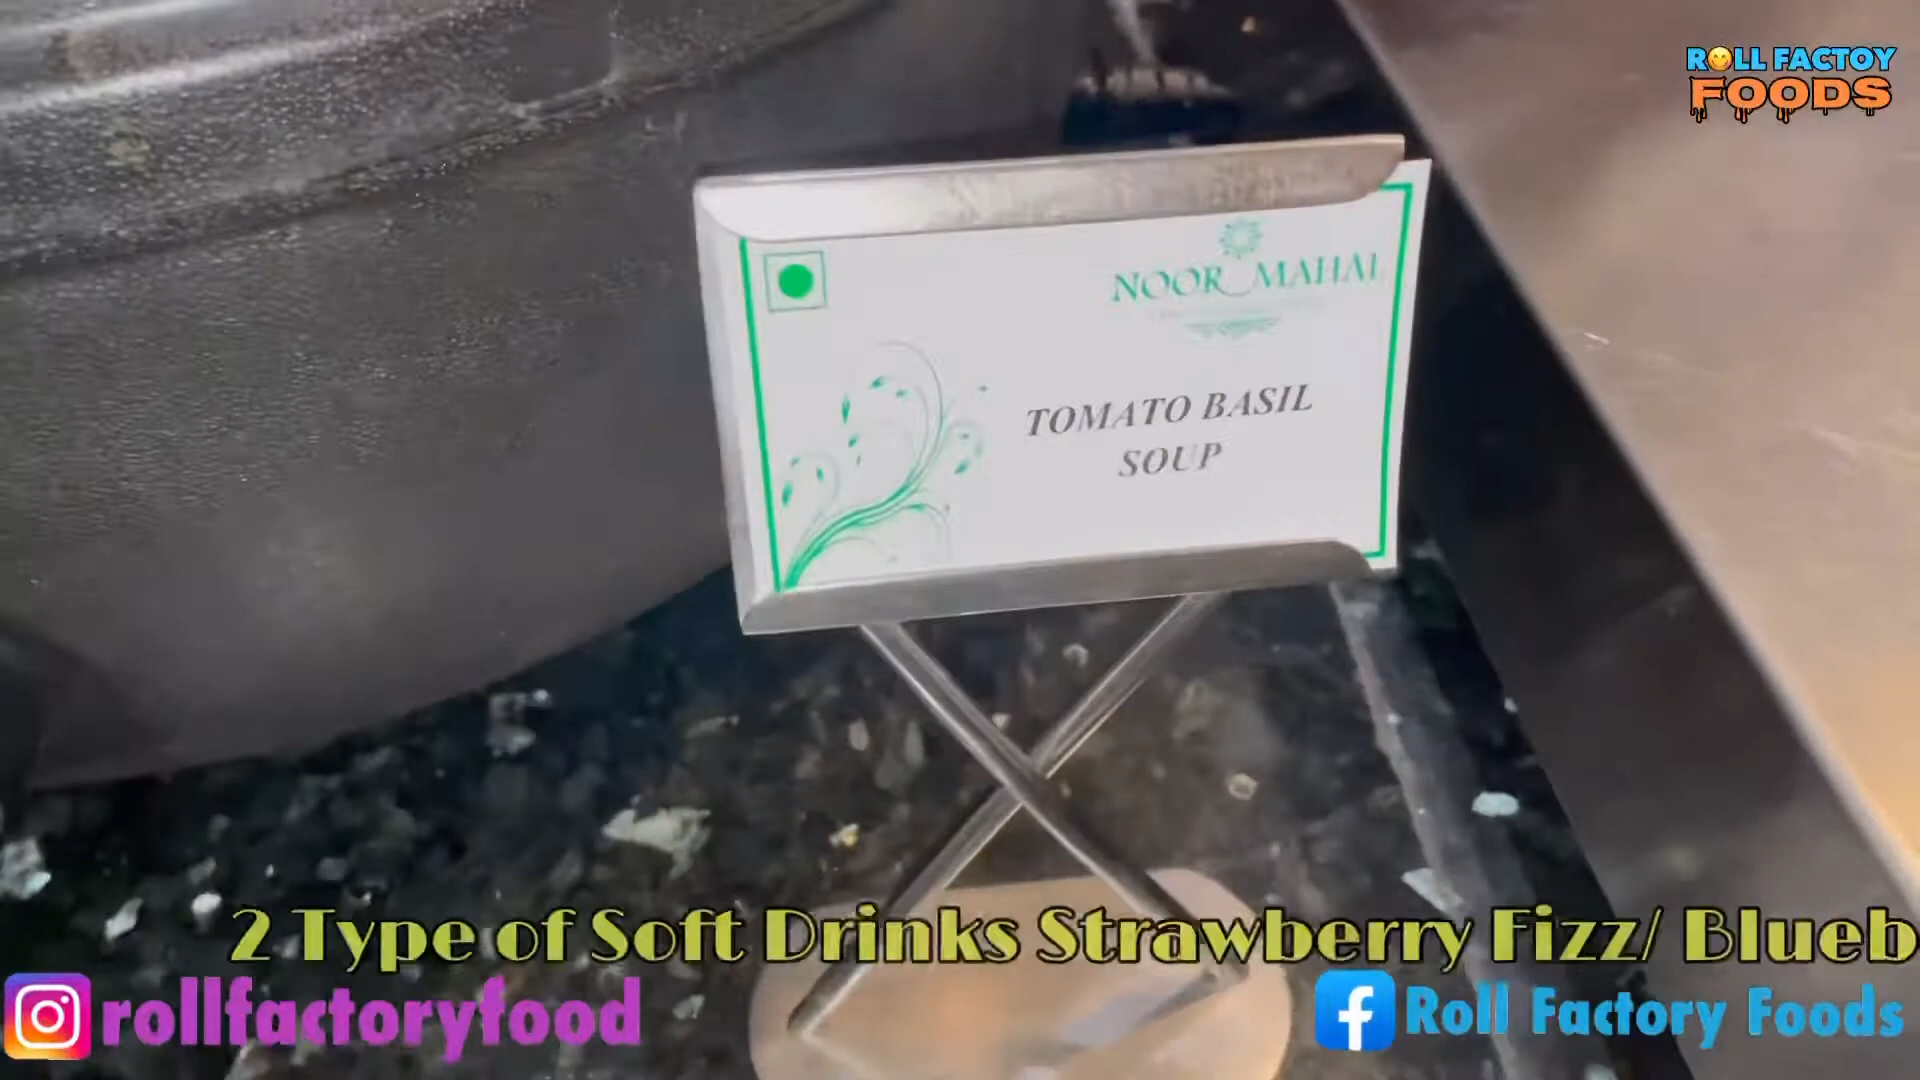 ROLL FACTOY
FOODS
NOOR MAHAL
TOMATO BASIL
SOUP
2 Type of Soft Drinks Strawberry Fizz/ Blueb
rollfactoryfood
Roll Factory Foods